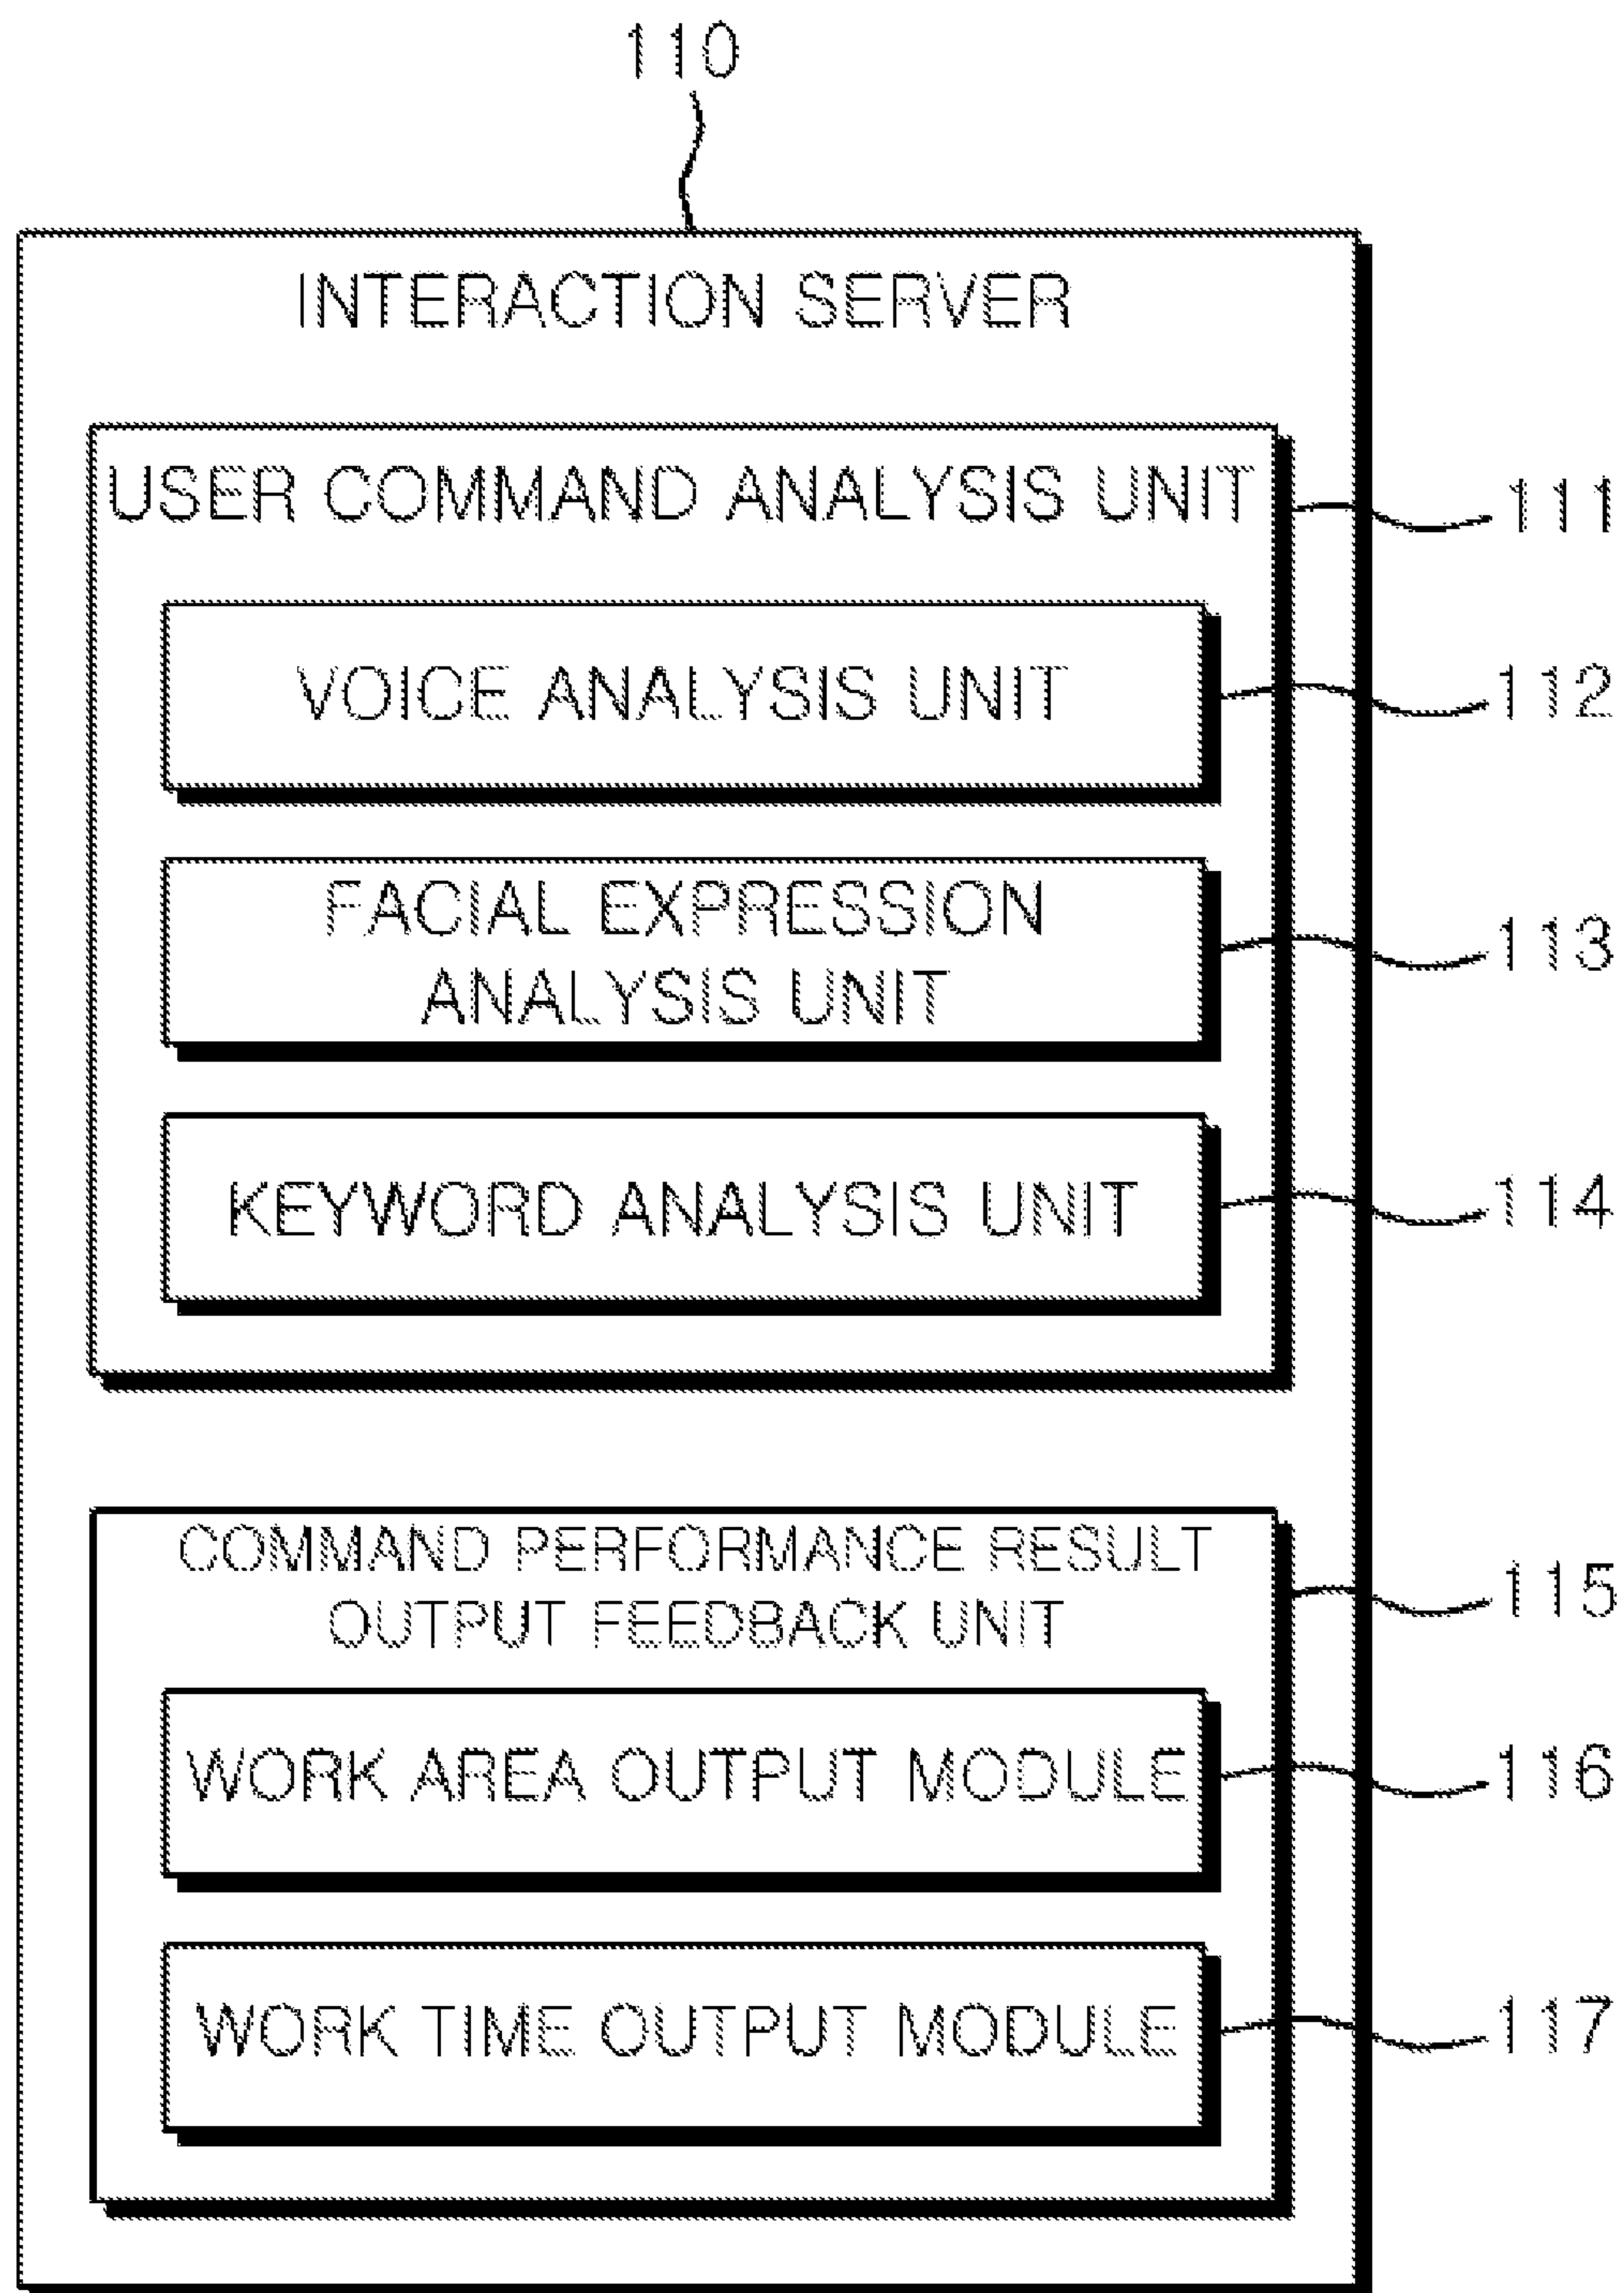 110
INTERACTION SERVER
USER COMMAND ANALYSIS UNIT
111
VOICE ANALYSIS UNIT
112
FACIAL EXPRESSION
ANALYSIS UNIT
113
KEYWORD ANALYSIS UNIT
114
COMMAND PERFORMANCE RESULT
OUTPUT FEEDBACK UNIT
115
WORK AREA OUTPUT MODULE
116
WORK TIME OUTPUT MODULE
117